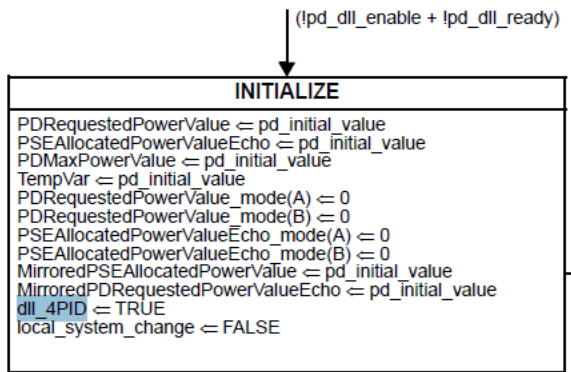 (!pd_dll_enable + !pd_dll_ready)
INITIALIZE
PDRequestedPowerValue ⇐ pd_initial_value
PSEAllocatedPowerValueEcho ⇐ pd_initial_value
PDMaxPowerValue ⇐ pd_initial_value
TempVar ⇐ pd_initial_value
PDRequestedPowerValue_mode(A) ⇐ 0
PDRequestedPowerValue_mode(B) ⇐ 0
PSEAllocatedPowerValueEcho_mode(A) ⇐ 0
PSEAllocatedPowerValueEcho_mode(B) ⇐ 0
MirroredPSEAllocatedPowerValue ⇐ pd_initial_value
MirroredPDRequestedPowerValueEcho ⇐ pd_initial_value
dll_4PID ⇐ TRUE
local_system_change ⇐ FALSE